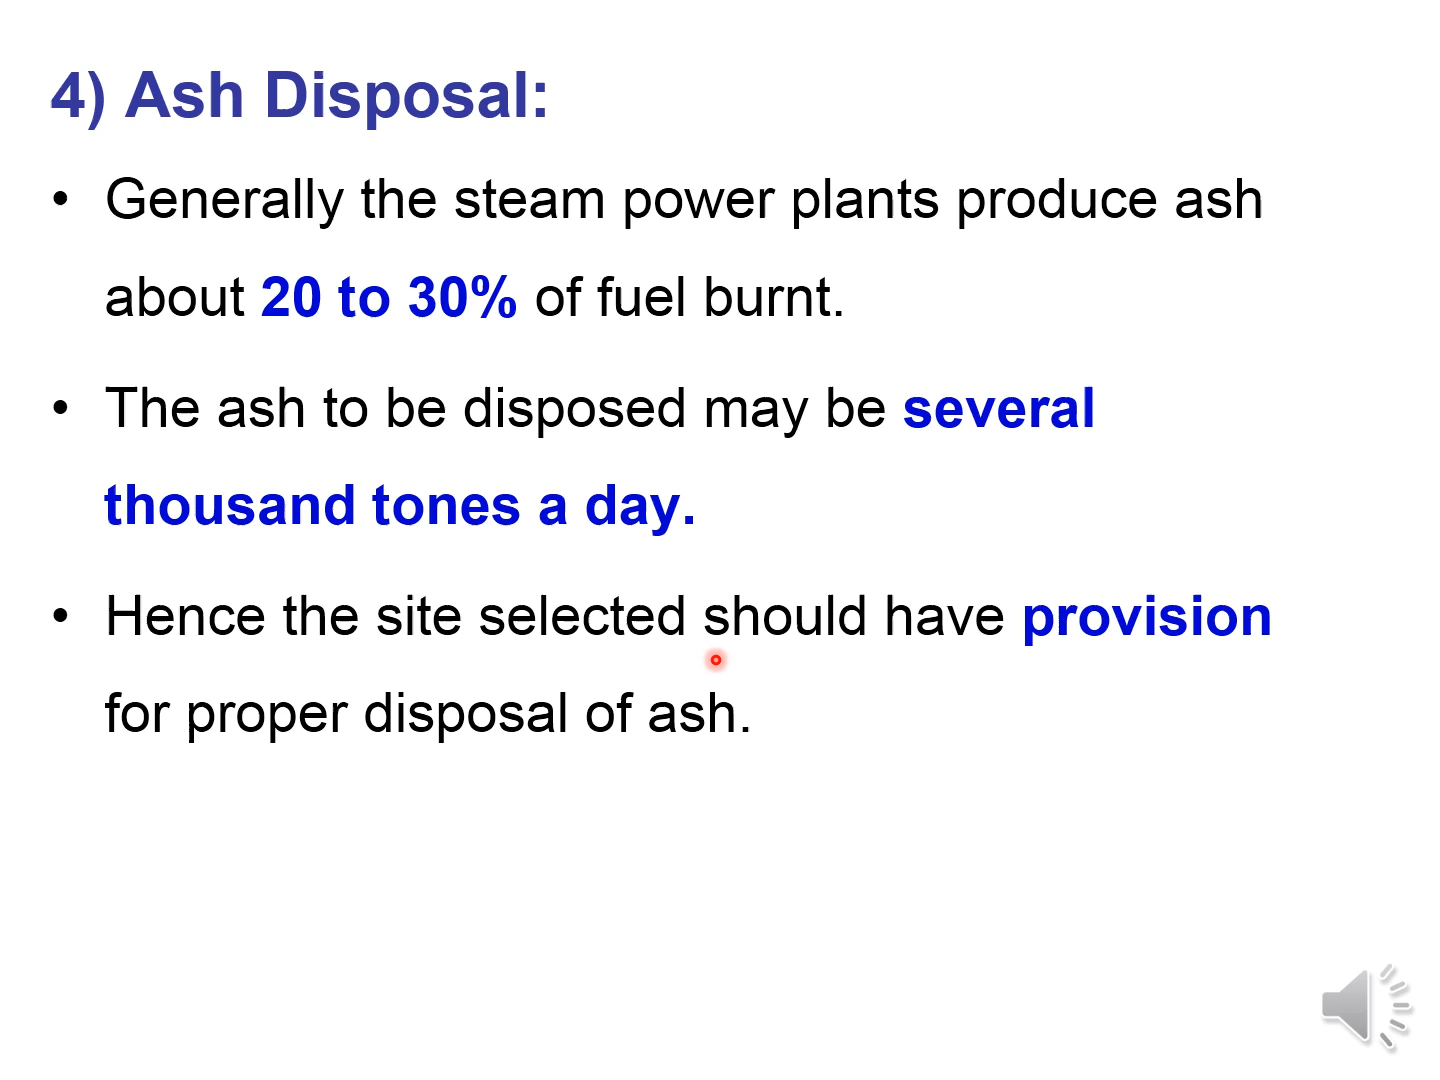 4) Ash Disposal:
• Generally the steam power plants produce ash
about 20 to 30% of fuel burnt.
• The ash to be disposed may be several
thousand tones a day.
• Hence the site selected should have provision
for proper disposal of ash.